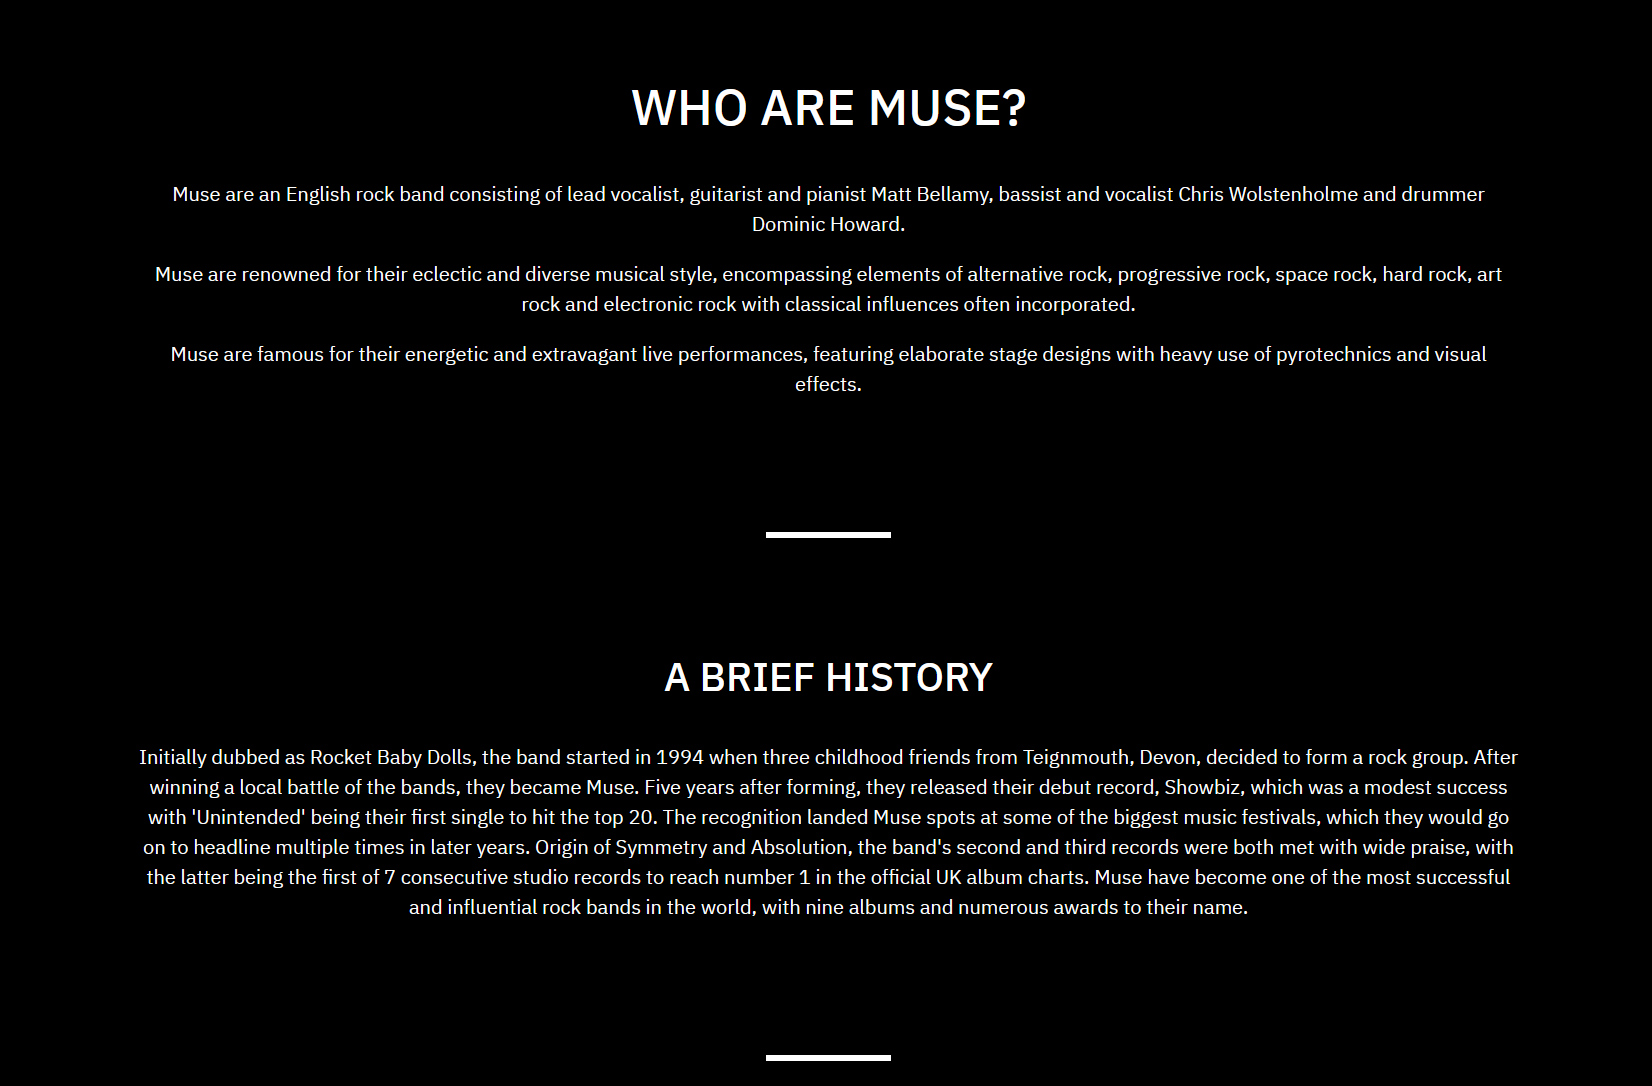 WHO ARE MUSE?
Muse are an English rock band consisting of lead vocalist, guitarist and pianist Matt Bellamy, bassist and vocalist Chris Wolstenholme and drummer
Dominic Howard.
Muse are renowned for their eclectic and diverse musical style, encompassing elements of alternative rock, progressive rock, space rock, hard rock, art
rock and electronic rock with classical influences often incorporated.
Muse are famous for their energetic and extravagant live performances, featuring elaborate stage designs with heavy use of pyrotechnics and visual
effects.
A BRIEF HISTORY
Initially dubbed as Rocket Baby Dolls, the band started in 1994 when three childhood friends from Teignmouth, Devon, decided to form a rock group. After
winning a local battle of the bands, they became Muse. Five years after forming, they released their debut record, Showbiz, which was a modest success
with 'Unintended' being their first single to hit the top 20. The recognition landed Muse spots at some of the biggest music festivals, which they would go
on to headline multiple times in later years. Origin of Symmetry and Absolution, the band's second and third records were both met with wide praise, with
the latter being the first of 7 consecutive studio records to reach number 1 in the official UK album charts. Muse have become one of the most successful
and influential rock bands in the world, with nine albums and numerous awards to their name.